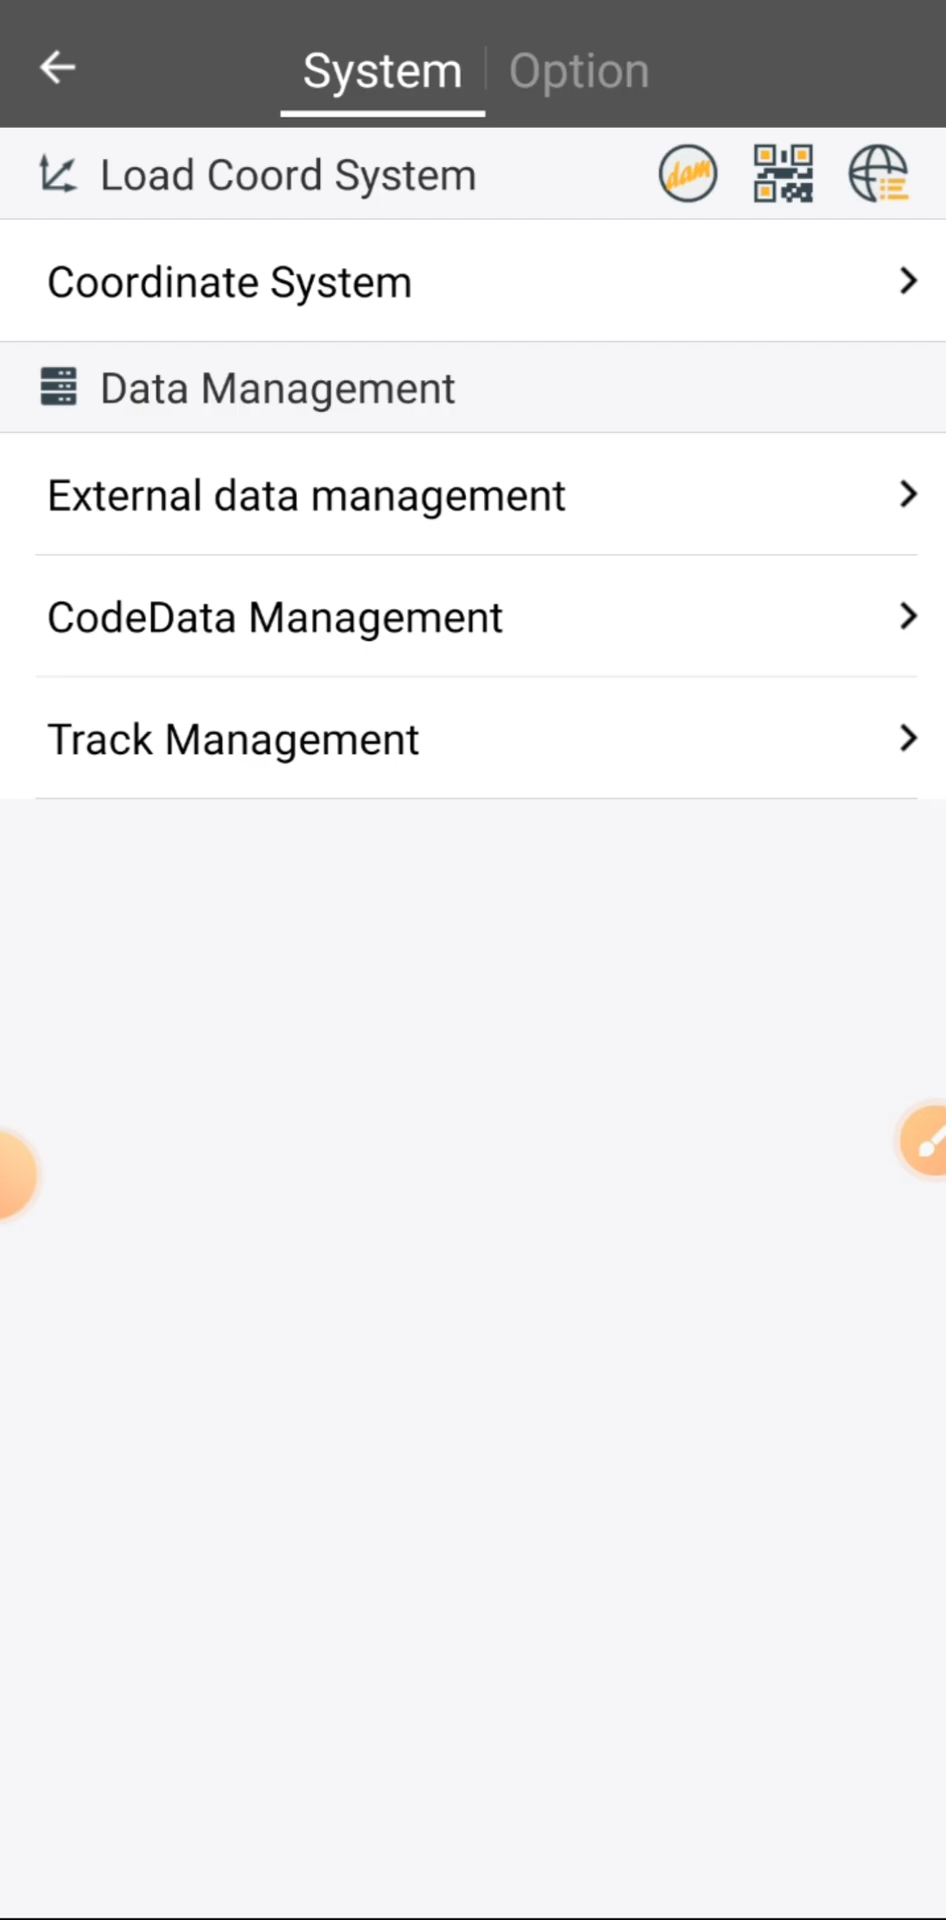 System Option
Load Coord System dam
Coordinate System
Data Management
External data management
CodeData Management
Track Management